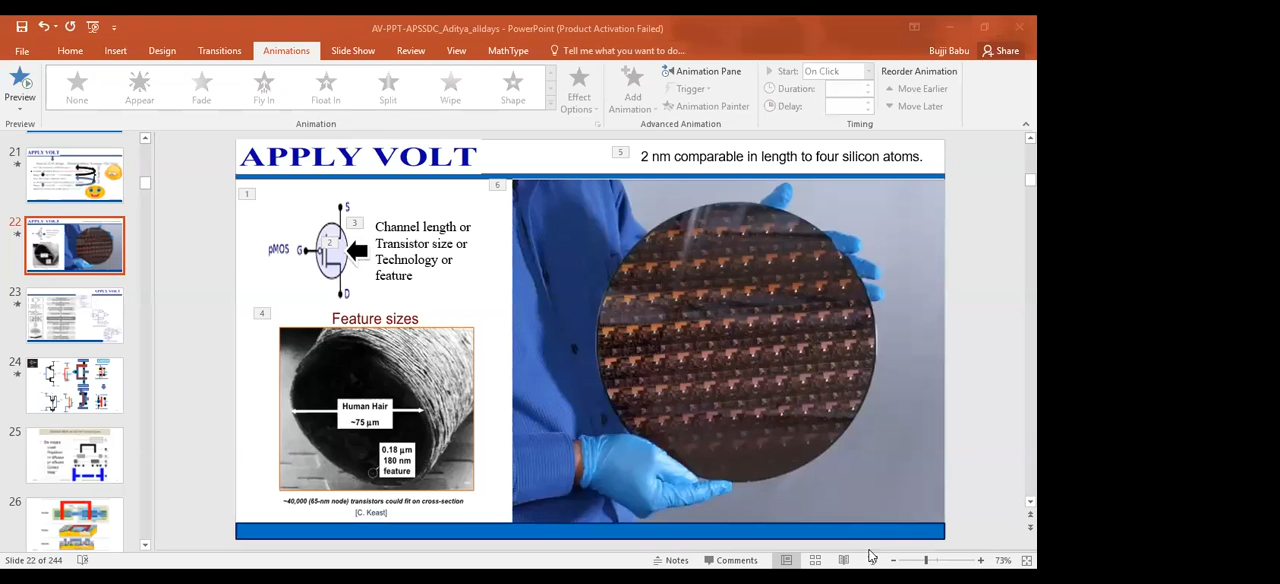 AV-PPT-APSSDC_Aditya_alldays - PowerPoint (Product Activation Failed)
File Home Insert Design Transitions Animations Slide Show Review View MathType Tell me what you want to do... Bujji Babu Share
Preview
None Appear Fade Fly In Float In Split Wipe Shape
Effect
Options
Add
Animation
Animation Pane
Trigger
Animation Painter
Start: On Click
Duration:
Delay:
Reorder Animation
Move Earlier
Move Later
Preview Animation Advanced Animation Timing
21
22
23
24
25
26
APPLY VOLT
5 2 nm comparable in length to four silicon atoms.
1
6
S
3
2
pMOS G
D
Channel length or
Transistor size or
Technology or
feature
4
Feature sizes
Human Hair
~75 µm
0.18 µm
180 nm
feature
~40,000 (65-nm node) transistors could fit on cross-section
[C. Keast]
Slide 22 of 244 Notes Comments 73%